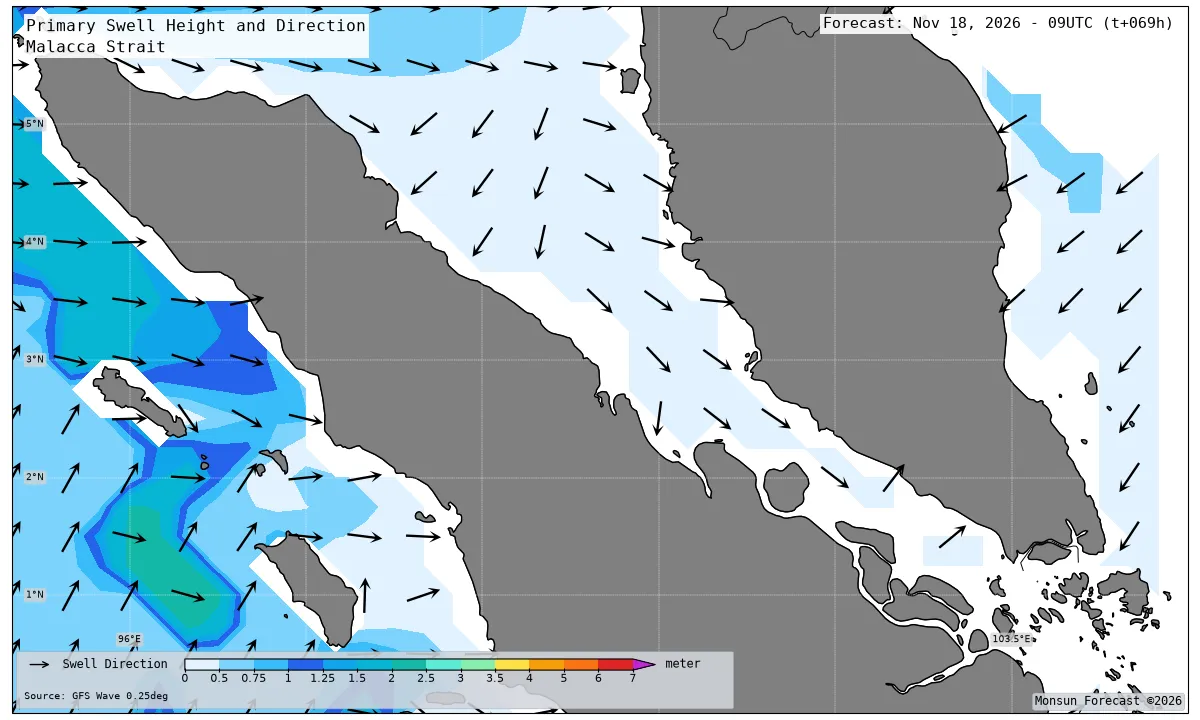 Primary Swell Height and Direction
Malacca Strait
Forecast: Nov 18, 2026 - 09UTC (t+069h)
5°N
4°N
3°N
2°N
1°N
96°E
103.5°E
Swell Direction
0 0.5 0.75 1 1.25 1.5 2 2.5 3 3.5 4 5 6 7
meter
Source: GFS Wave 0.25deg
Monsun Forecast ©2026